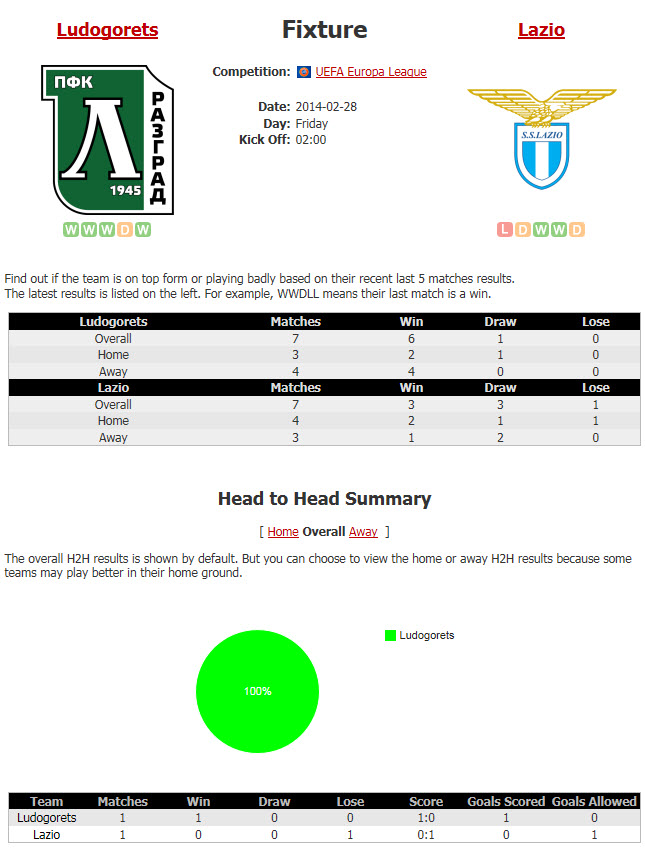 Ludogorets
Fixture
Lazio
Competition: UEFA Europa League
Date: 2014-02-28
Day: Friday
Kick Off: 02:00
ПФК
Л
РАЗГРАД
1945
S.S.LAZIO
W W W D W
L D W W D
Find out if the team is on top form or playing badly based on their recent last 5 matches results.
The latest results is listed on the left. For example, WWDLL means their last match is a win.
Ludogorets Matches Win Draw Lose
Overall 7 6 1 0
Home 3 2 1 0
Away 4 4 0 0
Lazio Matches Win Draw Lose
Overall 7 3 3 1
Home 4 2 1 1
Away 3 1 2 0
Head to Head Summary
[ Home Overall Away ]
The overall H2H results is shown by default. But you can choose to view the home or away H2H results because some
teams may play better in their home ground.
Ludogorets
100%
Team Matches Win Draw Lose Score Goals Scored Goals Allowed
Ludogorets 1 1 0 0 1:0 1 0
Lazio 1 0 0 1 0:1 0 1